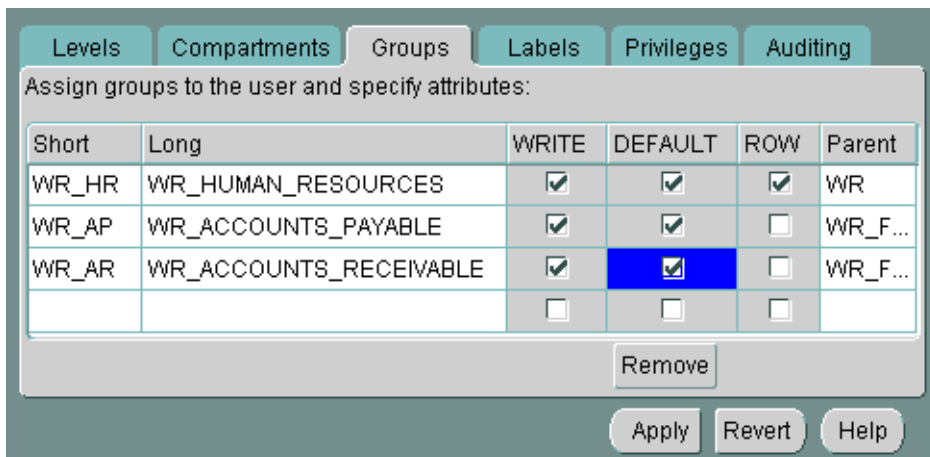 Levels Compartments Groups Labels Privileges Auditing
Assign groups to the user and specify attributes:
Short Long WRITE DEFAULT ROW Parent
WR_HR WR_HUMAN_RESOURCES WR
WR_AP WR_ACCOUNTS_PAYABLE WR_F...
WR_AR WR_ACCOUNTS_RECEIVABLE WR_F...
Remove
Apply Revert Help